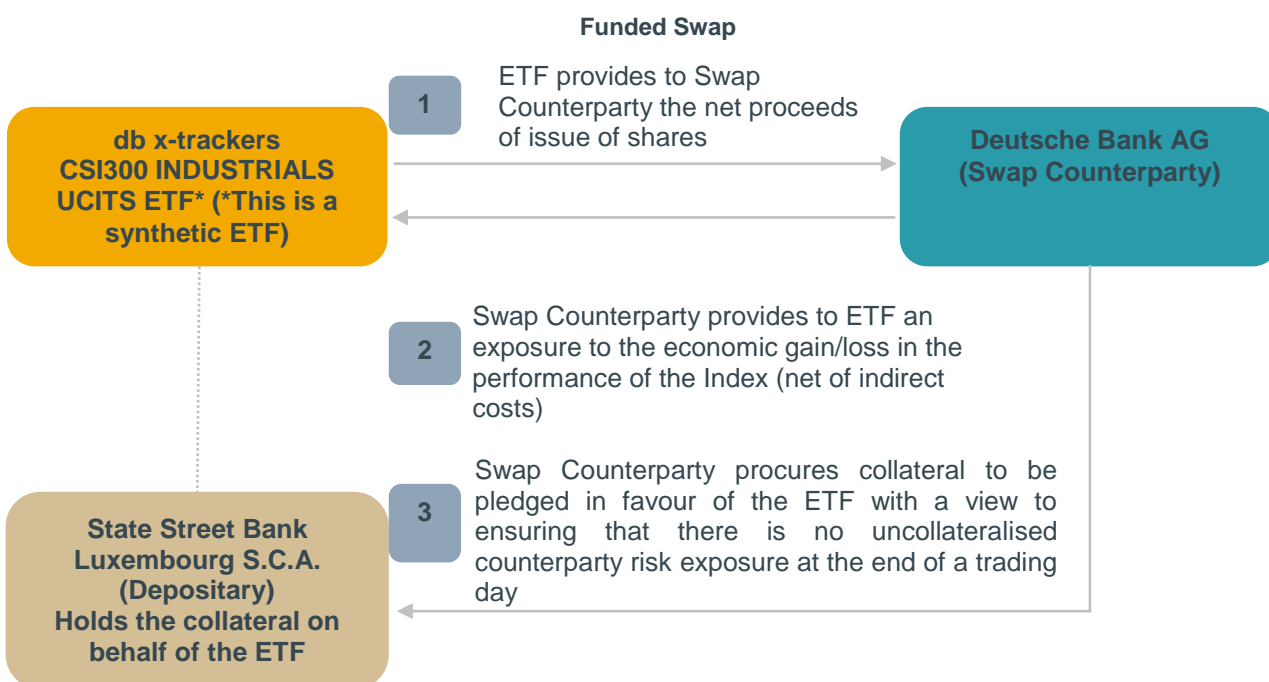 Funded Swap
1
ETF provides to Swap
Counterparty the net proceeds
of issue of shares
db x-trackers
CSI300 INDUSTRIALS
UCITS ETF* (*This is a
synthetic ETF)
Deutsche Bank AG
(Swap Counterparty)
2
Swap Counterparty provides to ETF an
exposure to the economic gain/loss in the
performance of the Index (net of indirect
costs)
3
Swap Counterparty procures collateral to be
pledged in favour of the ETF with a view to
ensuring that there is no uncollateralised
counterparty risk exposure at the end of a trading
day
State Street Bank
Luxembourg S.C.A.
(Depositary)
Holds the collateral on
behalf of the ETF